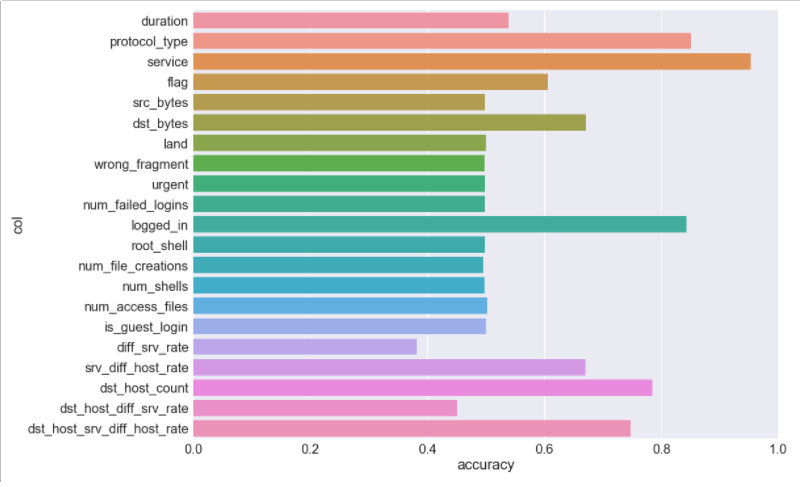 duration
protocol_type
service
flag
src_bytes
dst_bytes
land
wrong_fragment
urgent
num_failed_logins
logged_in
root_shell
num_file_creations
num_shells
num_access_files
is_guest_login
diff_srv_rate
srv_diff_host_rate
dst_host_count
dst_host_diff_srv_rate
dst_host_srv_diff_host_rate
col
0.0 0.2 0.4 0.6 0.8 1.0
accuracy